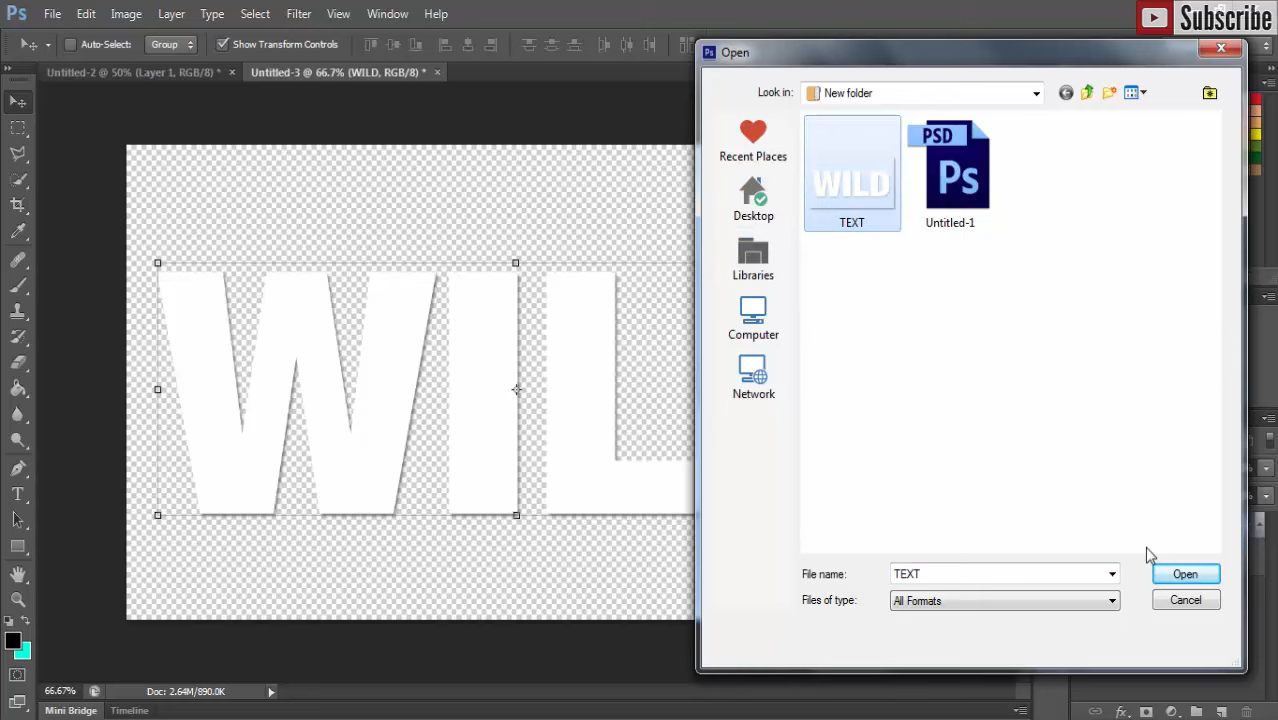 Ps File Edit Image Layer Type Select Filter View Window Help
Subscribe
Auto-Select: Group Show Transform Controls
Untitled-2 @ 50% (Layer 1, RGB/8) * × Untitled-3 @ 66.7% (WILD, RGB/8) * ×
Ps Open
Look in: New folder
Recent Places
Desktop
Libraries
Computer
Network
WILD
TEXT
PSD
Ps
Untitled-1
WIL
File name: TEXT Open
Files of type: All Formats Cancel
66.67% Doc: 2.64M/890.0K
Mini Bridge Timeline